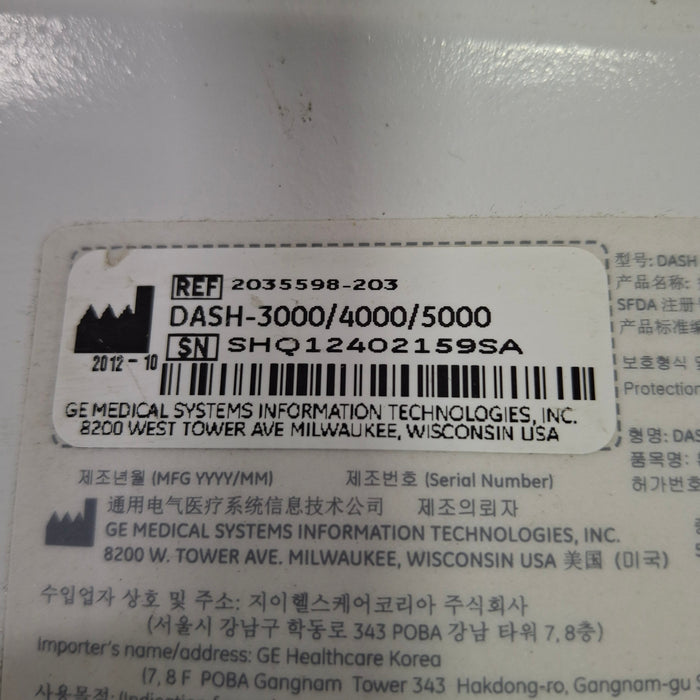 REF 2035598-203
DASH-3000/4000/5000
SN SHQ12402159SA
2012-10
GE MEDICAL SYSTEMS INFORMATION TECHNOLOGIES, INC.
8200 WEST TOWER AVE MILWAUKEE, WISCONSIN USA
제조년월 (MFG YYYY/MM) 제조번호 (Serial Number)
通用电气医疗系统信息技术公司 제조의뢰자
GE MEDICAL SYSTEMS INFORMATION TECHNOLOGIES, INC.
8200 W. TOWER AVE. MILWAUKEE, WISCONSIN USA 美国 (미국)
수입업자 상호 및 주소: 지이헬스케어코리아 주식회사
(서울시 강남구 학동로 343 POBA 강남 타워 7, 8층)
Importer's name/address: GE Healthcare Korea
(7, 8 F POBA Gangnam Tower 343 Hakdong-ro, Gangnam-gu
사용목적:
型号: DASH
产品名称:
SFDA 注册
产品标准编
보호형식 및
Protection
형명: DAS
품목명:
허가번호